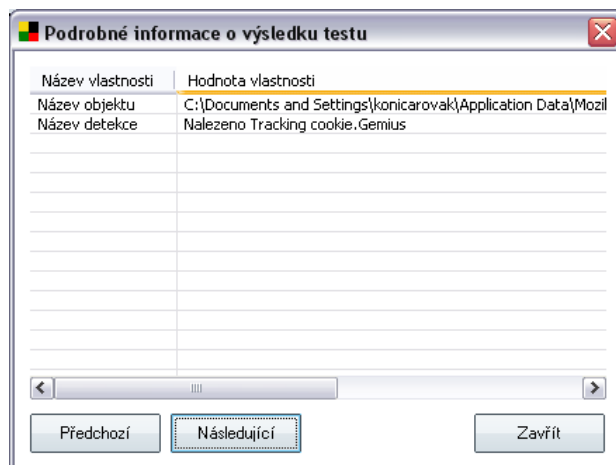 Podrobné informace o výsledku testu
Název vlastnosti Hodnota vlastnosti
Název objektu C:\Documents and Settings\konicarovak\Application Data\Mozil
Název detekce Nalezeno Tracking cookie.Gemius
Předchozí Následující Zavřít